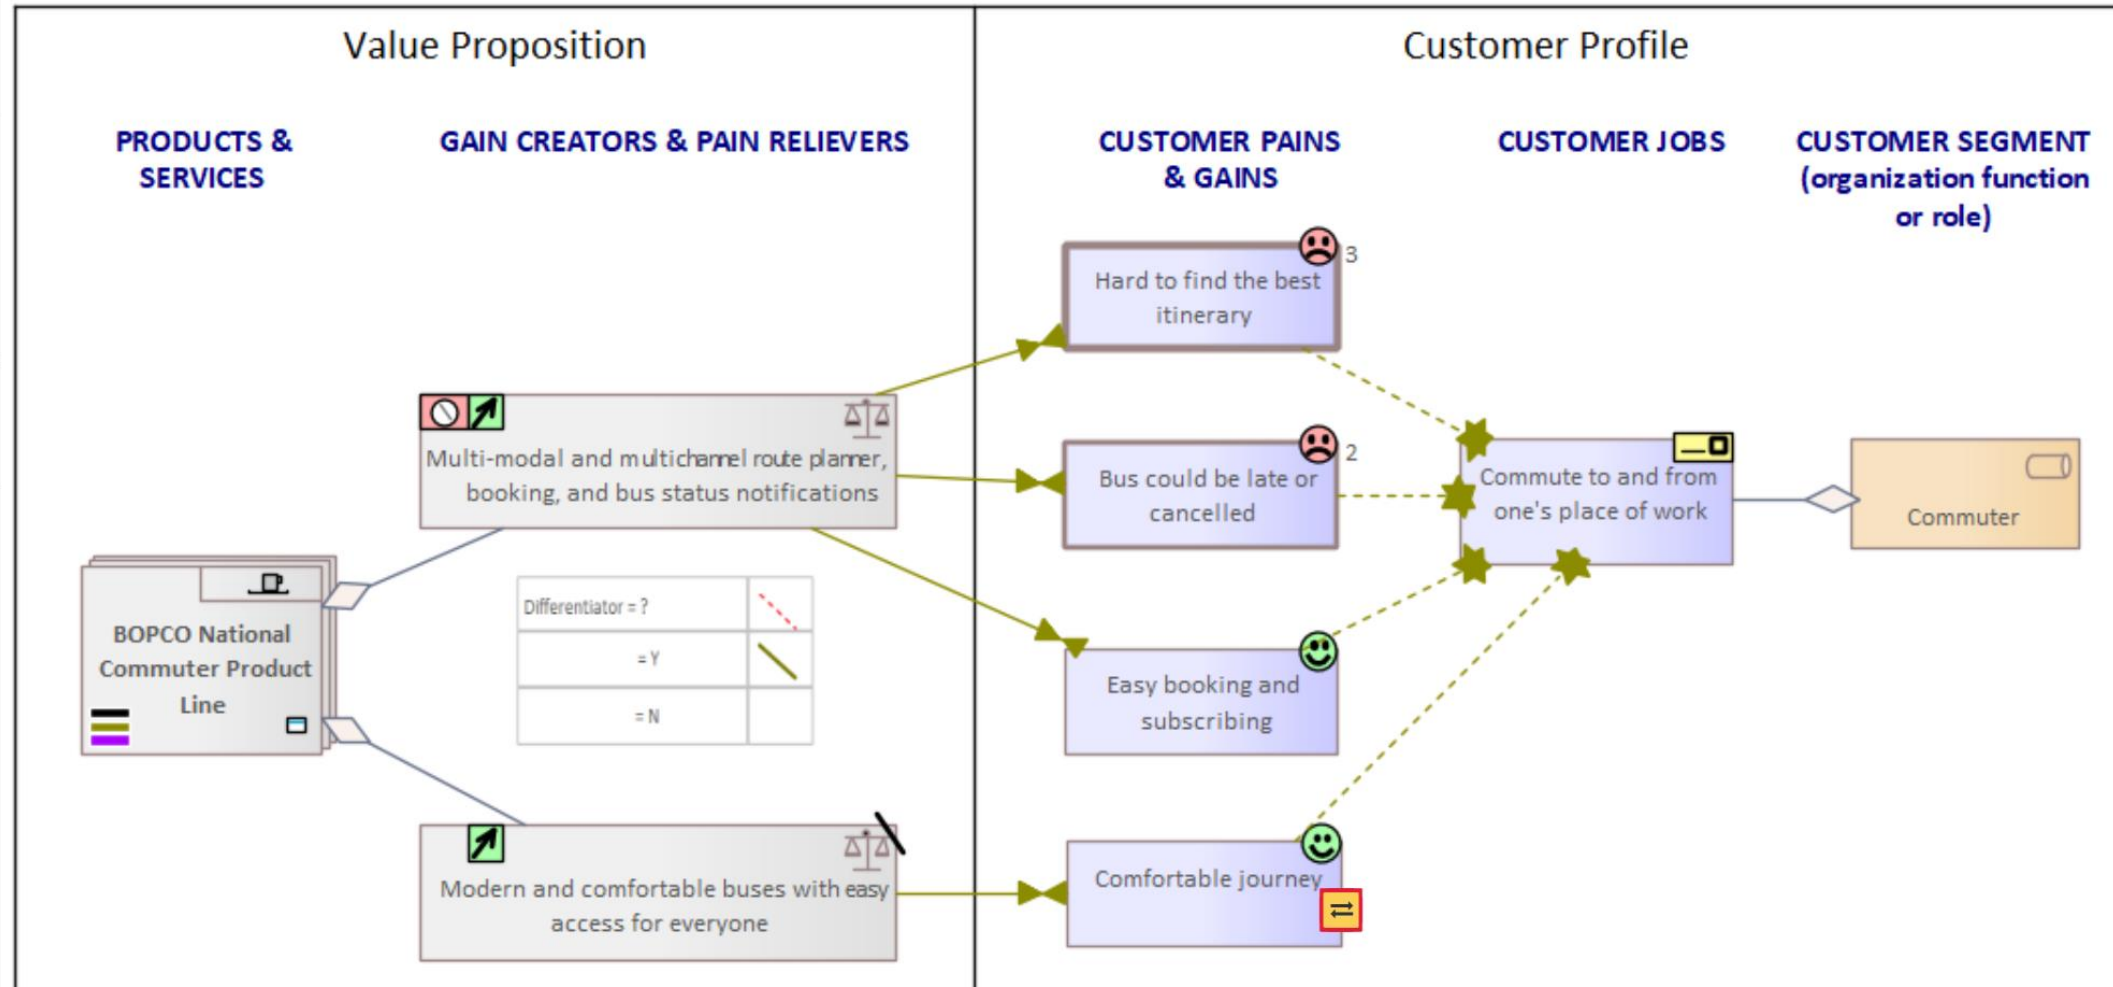 Value Proposition
Customer Profile
PRODUCTS &
SERVICES
GAIN CREATORS & PAIN RELIEVERS
CUSTOMER PAINS
& GAINS
CUSTOMER JOBS
CUSTOMER SEGMENT
(organization function
or role)
Hard to find the best
itinerary
3
Multi-modal and multichannel route planner,
booking, and bus status notifications
Bus could be late or
cancelled
2
Commute to and from
one's place of work
Commuter
BOPCO National
Commuter Product
Line
Differentiator = ?
= Y
= N
Easy booking and
subscribing
Modern and comfortable buses with easy
access for everyone
Comfortable journey